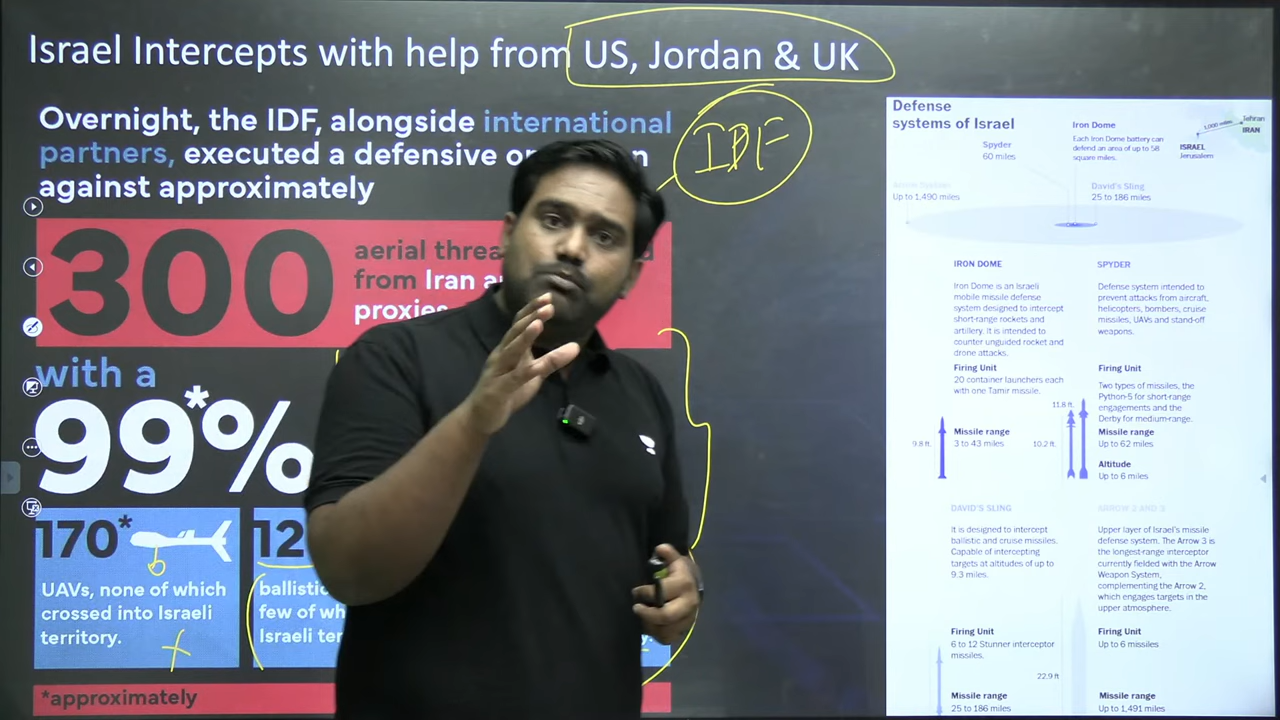 Israel Intercepts with help from US, Jordan & UK
Overnight, the IDF, alongside international
partners, executed a defensive
against approximately
300
aerial
from Iran
with a
99*%
170*
UAVs, none of which
crossed into Israeli
territory.
12
few of
Israeli
*approximately
IDF
Defense
systems of Israel
Spyder
60 miles
Iron Dome
Each Iron Dome battery can
defend an area of up to 58
square miles.
1,000 miles
Tehran
IRAN
ISRAEL
Jerusalem
Arrow System
Up to 1,490 miles
David's Sling
25 to 186 miles
IRON DOME
Iron Dome is an Israeli
mobile missile defense
system designed to intercept
short-range rockets and
artillery. It is intended to
counter unguided rocket and
drone attacks.
Firing Unit
20 container launchers each
with one Tamir missile.
9.8 ft.
Missile range
3 to 43 miles
SPYDER
Defense system intended to
prevent attacks from aircraft,
helicopters, bombers, cruise
missiles, UAVs and stand-off
weapons.
Firing Unit
Two types of missiles, the
Python-5 for short-range
engagements and the
Derby for medium-range.
11.8 ft.
10.2 ft.
Missile range
Up to 62 miles
Altitude
Up to 6 miles
DAVID'S SLING
It is designed to intercept
ballistic and cruise missiles.
Capable of intercepting
targets at altitudes of up to
9.3 miles.
Firing Unit
6 to 12 Stunner interceptor
missiles.
22.9 ft.
Missile range
25 to 186 miles
ARROW 2 AND 3
Upper layer of Israel's missile
defense system. The Arrow 3 is
the longest-range interceptor
currently fielded with the Arrow
Weapon System,
complementing the Arrow 2,
which engages targets in the
upper atmosphere.
Firing Unit
Up to 6 missiles
Missile range
Up to 1,491 miles